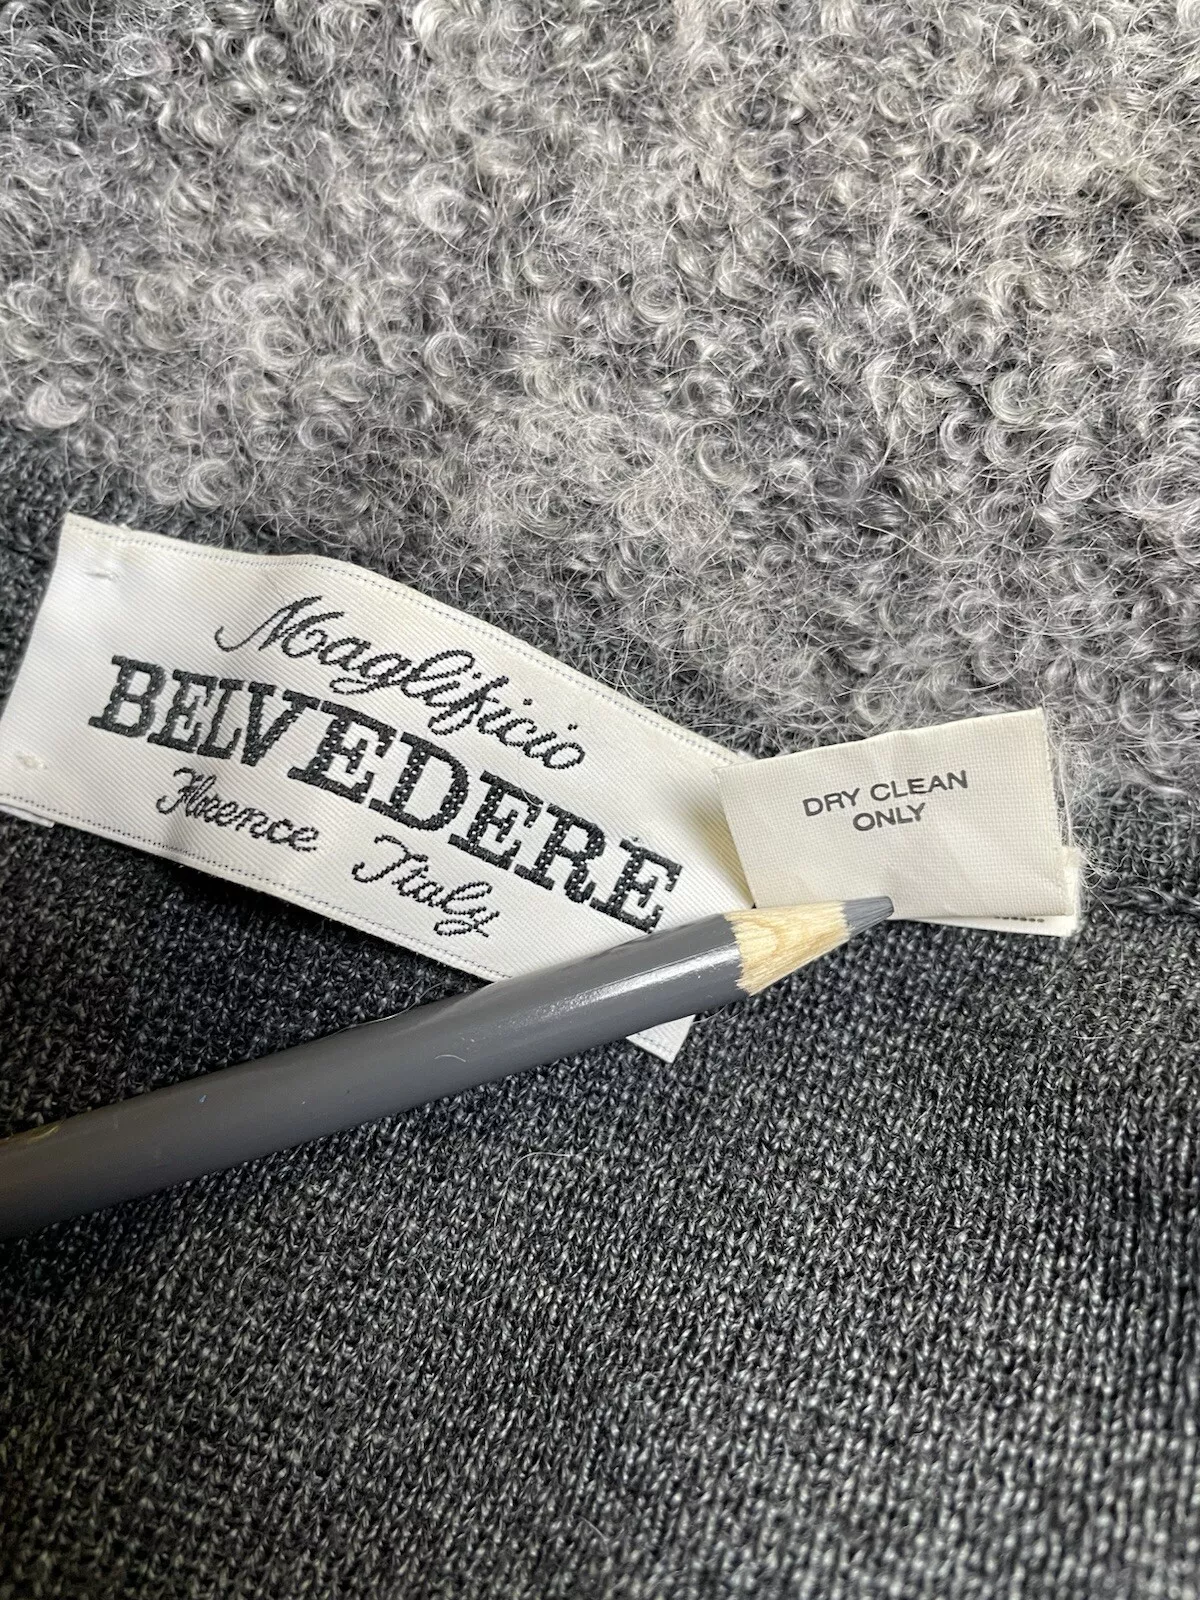 Maglificio
BELVEDERE
Florence Italy
DRY CLEAN
ONLY